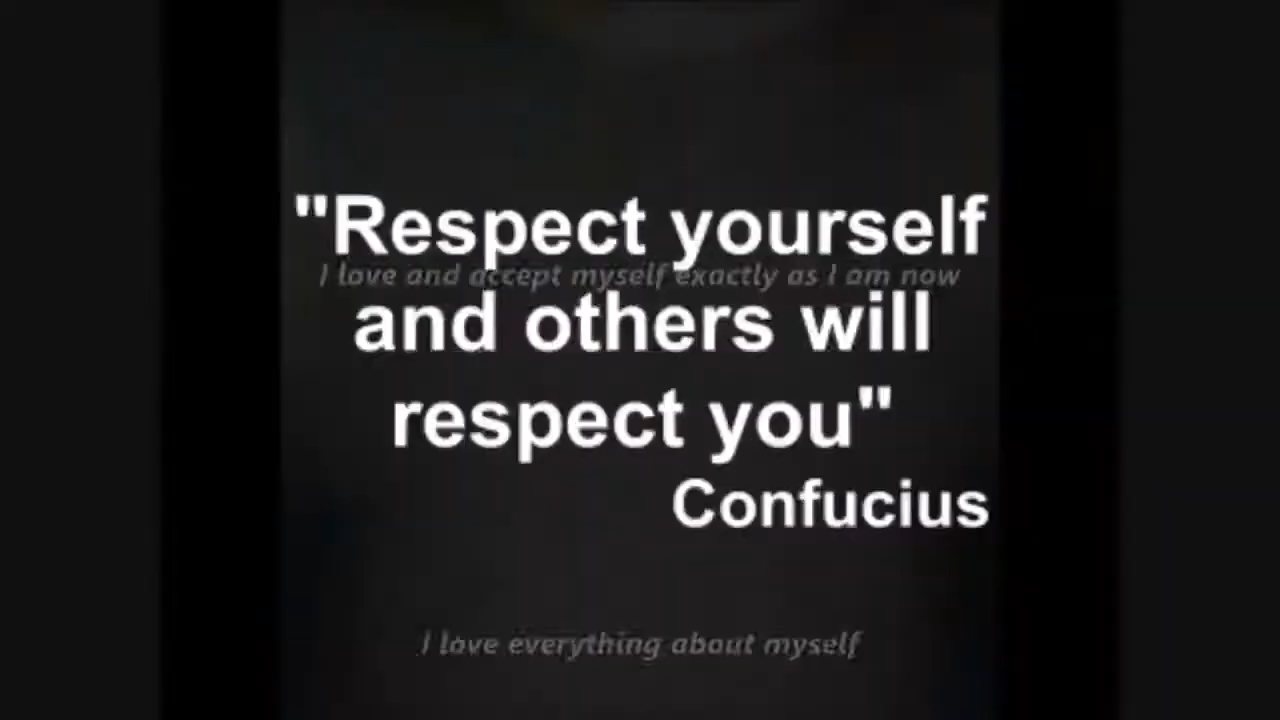 "Respect yourself
I love and accept myself exactly as I am now
and others will
respect you"
Confucius
I love everything about myself